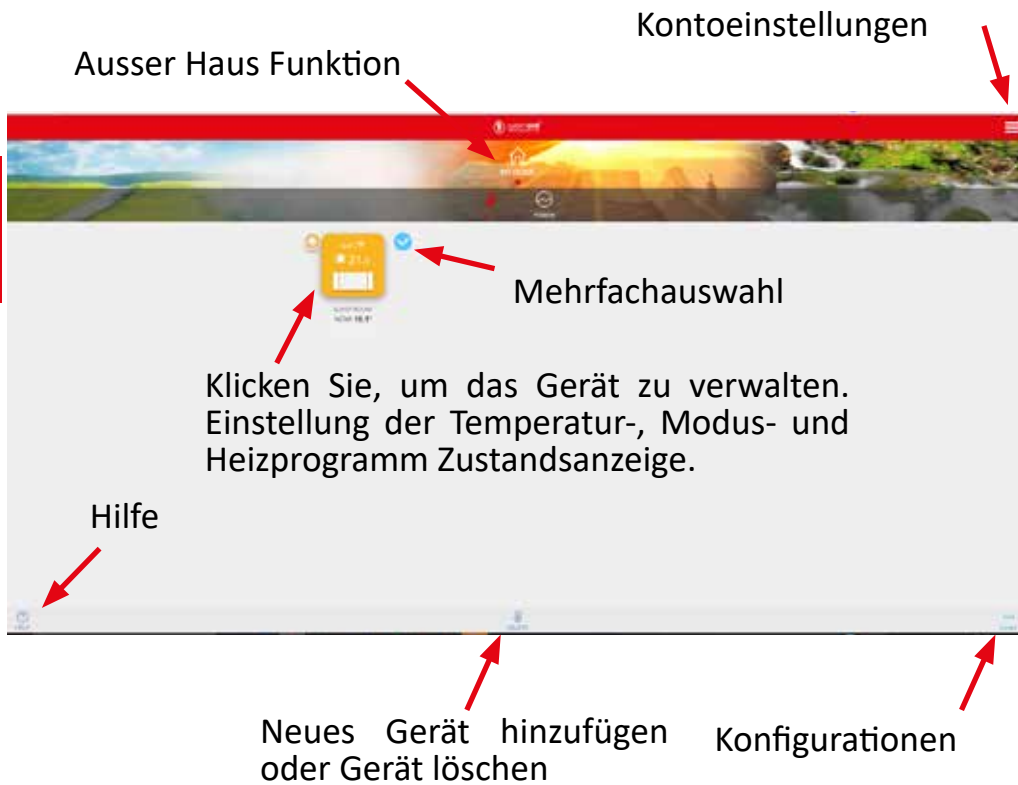 Kontoeinstellungen
Ausser Haus Funktion
Mehrfachauswahl
Klicken Sie, um das Gerät zu verwalten.
Einstellung der Temperatur-, Modus- und
Heizprogramm Zustandsanzeige.
Hilfe
Neues Gerät hinzufügen
oder Gerät löschen
Konfigurationen